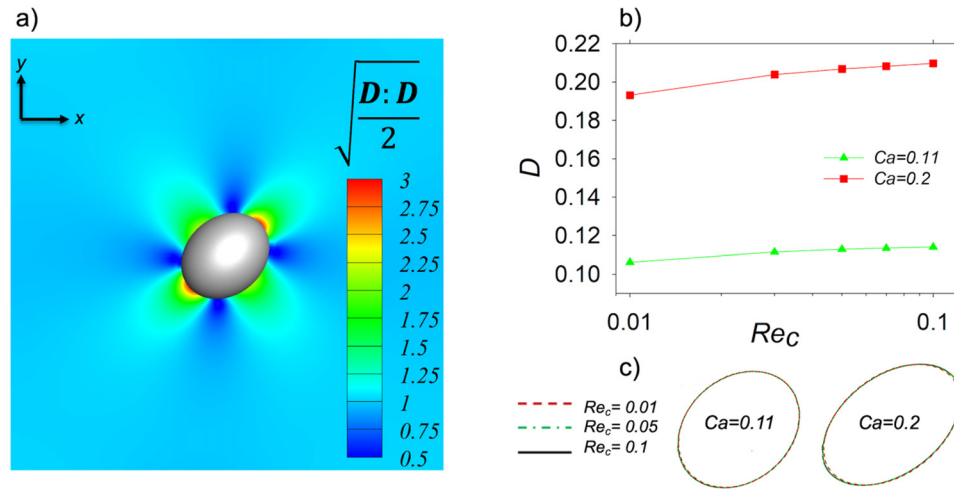 a)
y
x
√(D:D/2)
3
2.75
2.5
2.25
2
1.75
1.5
1.25
1
0.75
0.5
b)
0.22
0.20
0.18
0.16
0.14
0.12
0.10
D
Ca=0.11
Ca=0.2
0.01
0.1
Rec
c)
Rec= 0.01
Rec= 0.05
Rec= 0.1
Ca=0.11
Ca=0.2